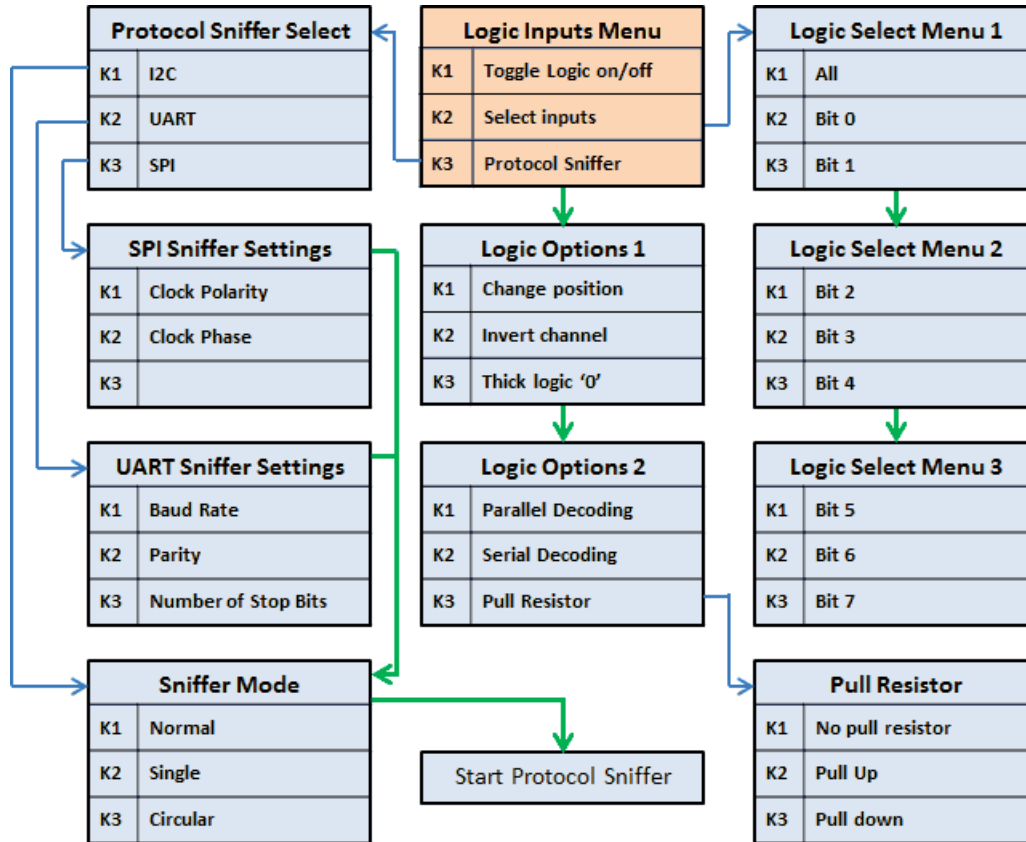 Protocol Sniffer Select
K1 I2C
K2 UART
K3 SPI
Logic Inputs Menu
K1 Toggle Logic on/off
K2 Select inputs
K3 Protocol Sniffer
Logic Select Menu 1
K1 All
K2 Bit 0
K3 Bit 1
SPI Sniffer Settings
K1 Clock Polarity
K2 Clock Phase
K3
Logic Options 1
K1 Change position
K2 Invert channel
K3 Thick logic ‘0’
Logic Select Menu 2
K1 Bit 2
K2 Bit 3
K3 Bit 4
UART Sniffer Settings
K1 Baud Rate
K2 Parity
K3 Number of Stop Bits
Logic Options 2
K1 Parallel Decoding
K2 Serial Decoding
K3 Pull Resistor
Logic Select Menu 3
K1 Bit 5
K2 Bit 6
K3 Bit 7
Sniffer Mode
K1 Normal
K2 Single
K3 Circular
Start Protocol Sniffer
Pull Resistor
K1 No pull resistor
K2 Pull Up
K3 Pull down